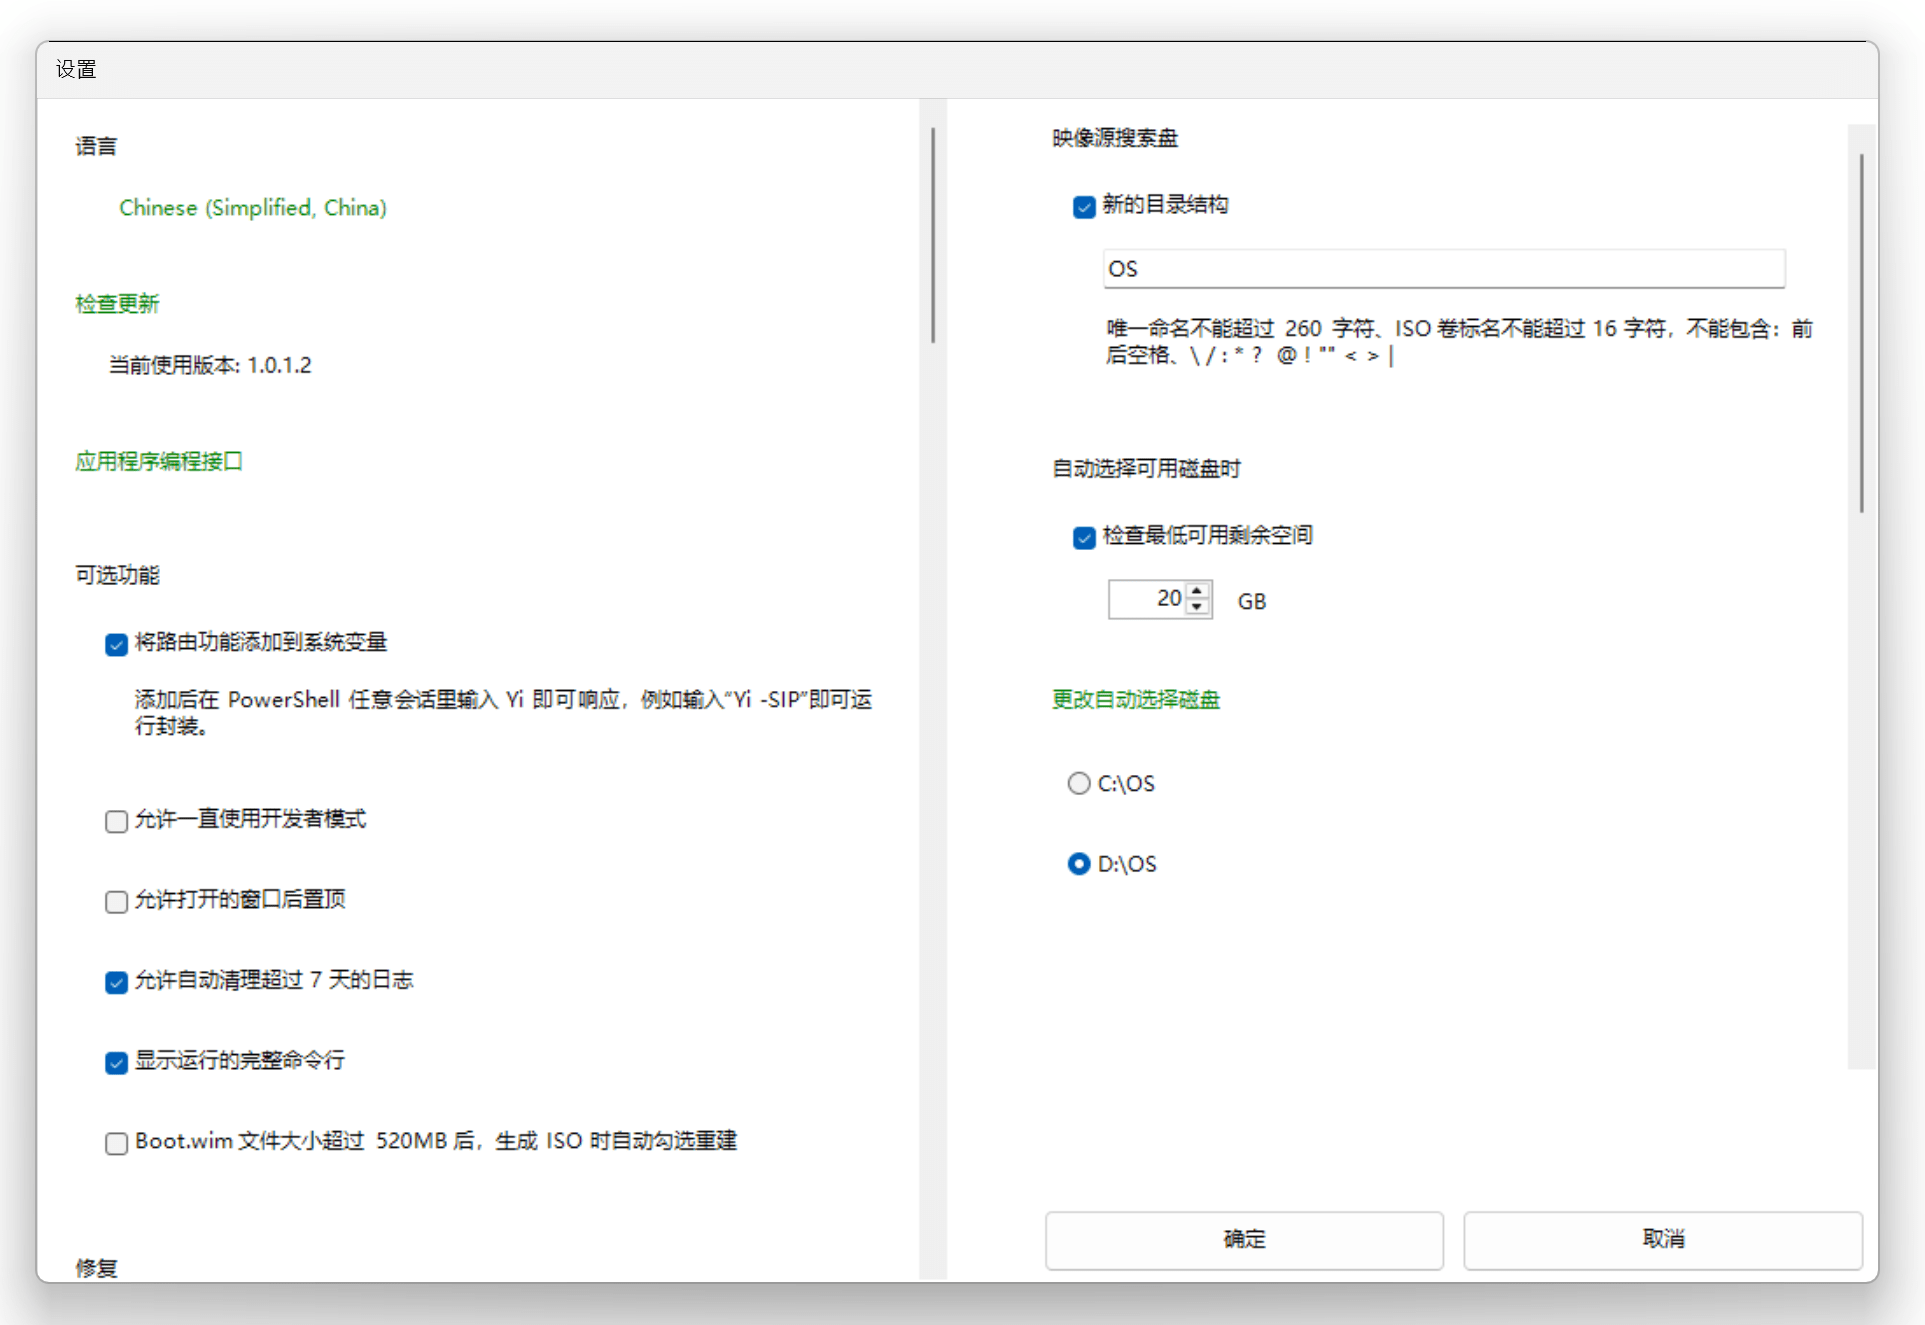 设置
语言
Chinese (Simplified, China)
检查更新
当前使用版本: 1.0.1.2
应用程序编程接口
可选功能
将路由功能添加到系统变量
添加后在 PowerShell 任意会话里输入 Yi 即可响应，例如输入“Yi -SIP”即可运
行封装。
允许一直使用开发者模式
允许打开的窗口后置顶
允许自动清理超过 7 天的日志
显示运行的完整命令行
Boot.wim 文件大小超过 520MB 后，生成 ISO 时自动勾选重建
修复
映像源搜索盘
新的目录结构
OS
唯一命名不能超过 260 字符、ISO 卷标名不能超过 16 字符，不能包含：前
后空格、\ / : * ? @ ! "" < > |
自动选择可用磁盘时
检查最低可用剩余空间
20 GB
更改自动选择磁盘
C:\OS
D:\OS
确定
取消